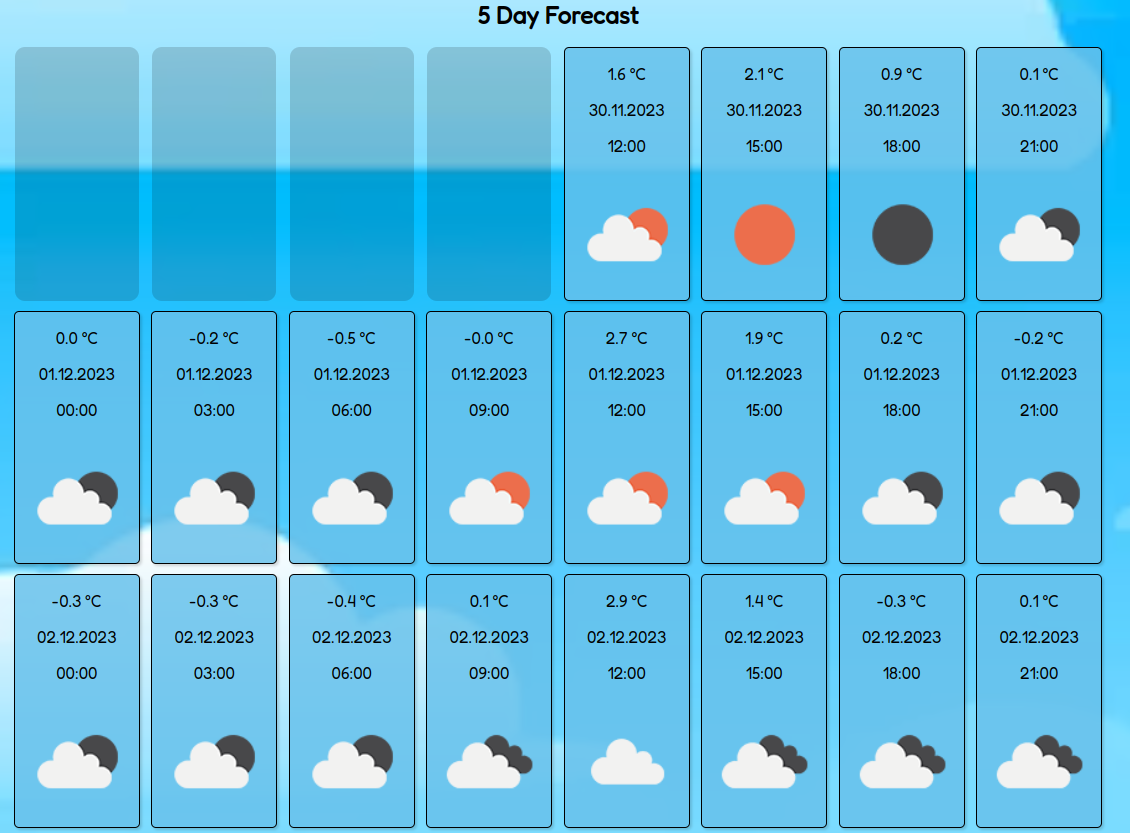 5 Day Forecast
1.6 °C 2.1 °C 0.9 °C 0.1 °C
30.11.2023 30.11.2023 30.11.2023 30.11.2023
12:00 15:00 18:00 21:00
0.0 °C -0.2 °C -0.5 °C -0.0 °C 2.7 °C 1.9 °C 0.2 °C -0.2 °C
01.12.2023 01.12.2023 01.12.2023 01.12.2023 01.12.2023 01.12.2023 01.12.2023 01.12.2023
00:00 03:00 06:00 09:00 12:00 15:00 18:00 21:00
-0.3 °C -0.3 °C -0.4 °C 0.1 °C 2.9 °C 1.4 °C -0.3 °C 0.1 °C
02.12.2023 02.12.2023 02.12.2023 02.12.2023 02.12.2023 02.12.2023 02.12.2023 02.12.2023
00:00 03:00 06:00 09:00 12:00 15:00 18:00 21:00